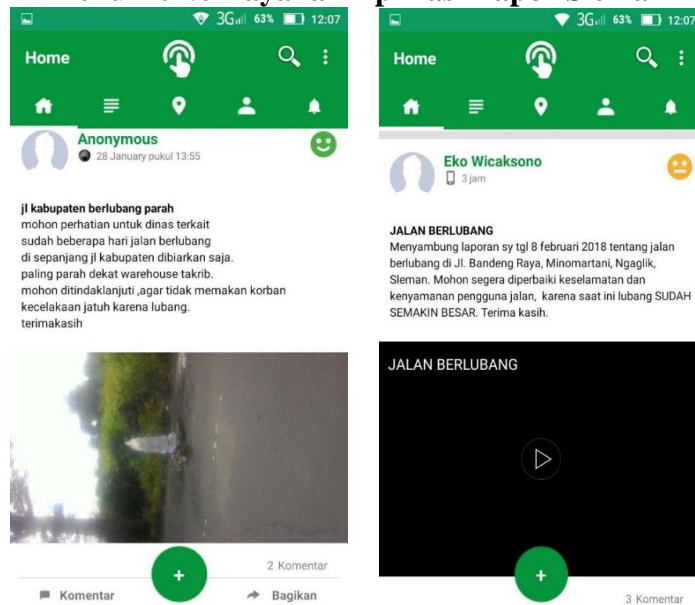 3G 63% 12:07
Home
Anonymous
28 January pukul 13:55
jl kabupaten berlubang parah
mohon perhatian untuk dinas terkait
sudah beberapa hari jalan berlubang
di sepanjang jl kabupaten dibiarkan saja.
paling parah dekat warehouse takrib.
mohon ditindaklanjuti ,agar tidak memakan korban
kecelakaan jatuh karena lubang.
terimakasih
2 Komentar
Komentar
Bagikan
3G 63% 12:07
Home
Eko Wicaksono
3 jam
JALAN BERLUBANG
Menyambung laporan sy tgl 8 februari 2018 tentang jalan
berlubang di Jl. Bandeng Raya, Minomartani, Ngaglik,
Sleman. Mohon segera diperbaiki keselamatan dan
kenyamanan pengguna jalan, karena saat ini lubang SUDAH
SEMAKIN BESAR. Terima kasih.
JALAN BERLUBANG
3 Komentar